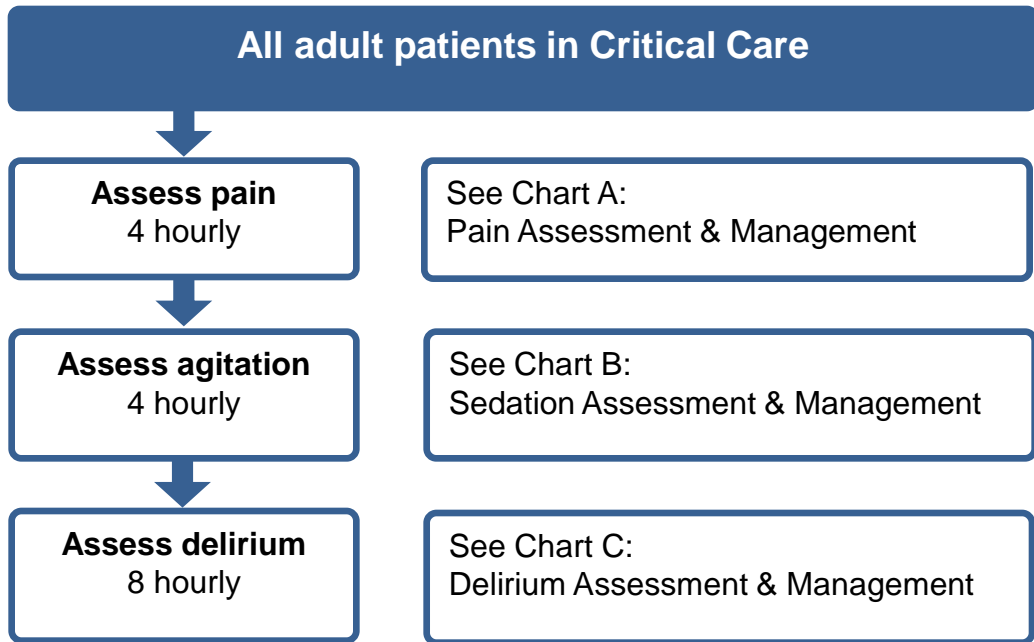 All adult patients in Critical Care
Assess pain
4 hourly
See Chart A:
Pain Assessment & Management
Assess agitation
4 hourly
See Chart B:
Sedation Assessment & Management
Assess delirium
8 hourly
See Chart C:
Delirium Assessment & Management